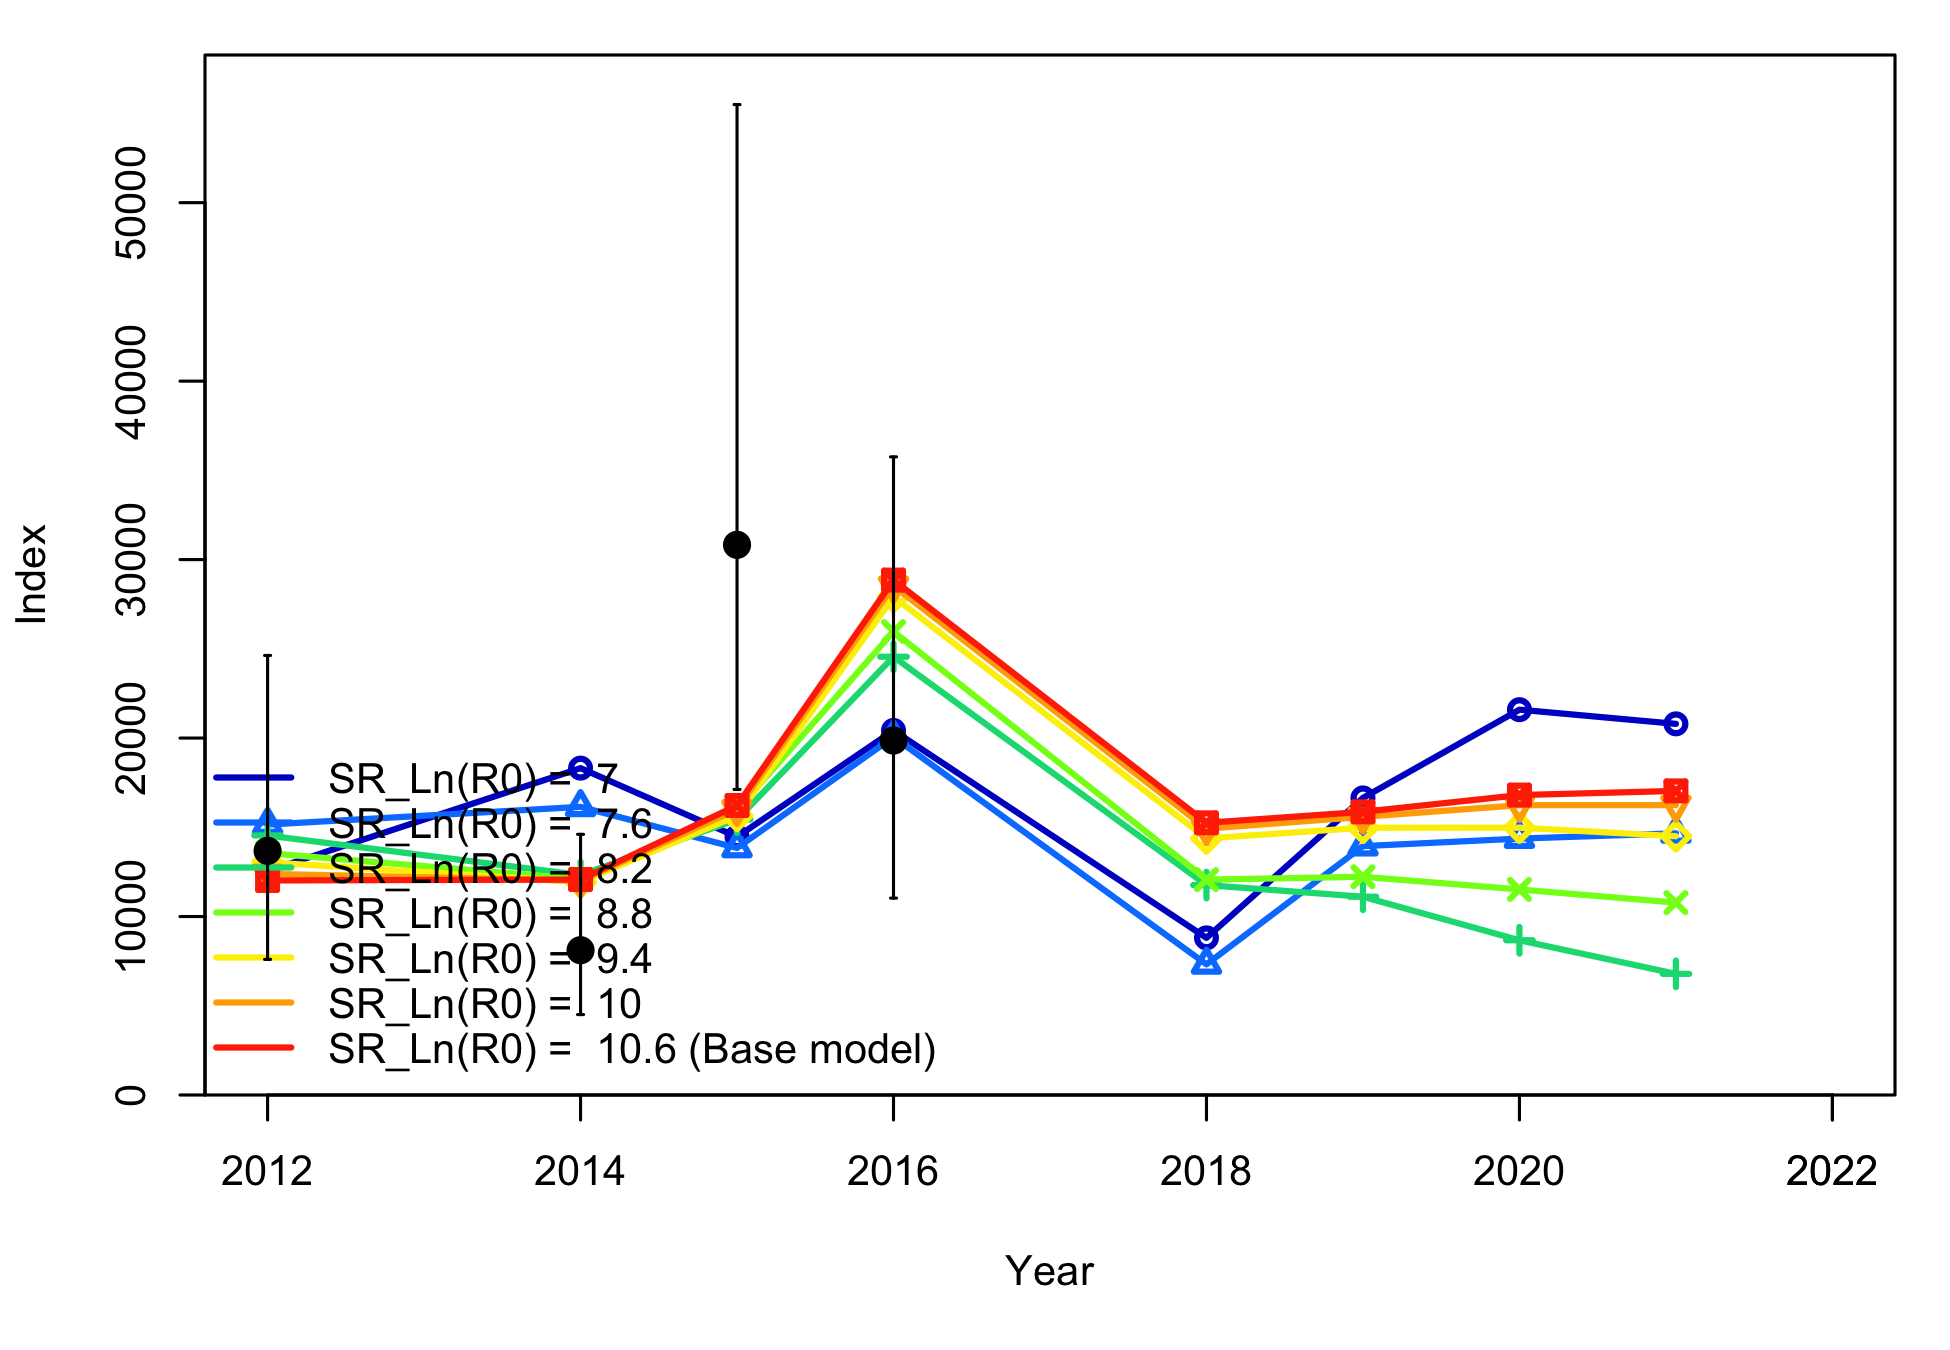 50000
40000
30000
20000
10000
0
Index
SR_Ln(R0) = 7
SR_Ln(R0) = 7.6
SR_Ln(R0) = 8.2
SR_Ln(R0) = 8.8
SR_Ln(R0) = 9.4
SR_Ln(R0) = 10
SR_Ln(R0) = 10.6 (Base model)
2012 2014 2016 2018 2020 2022
Year